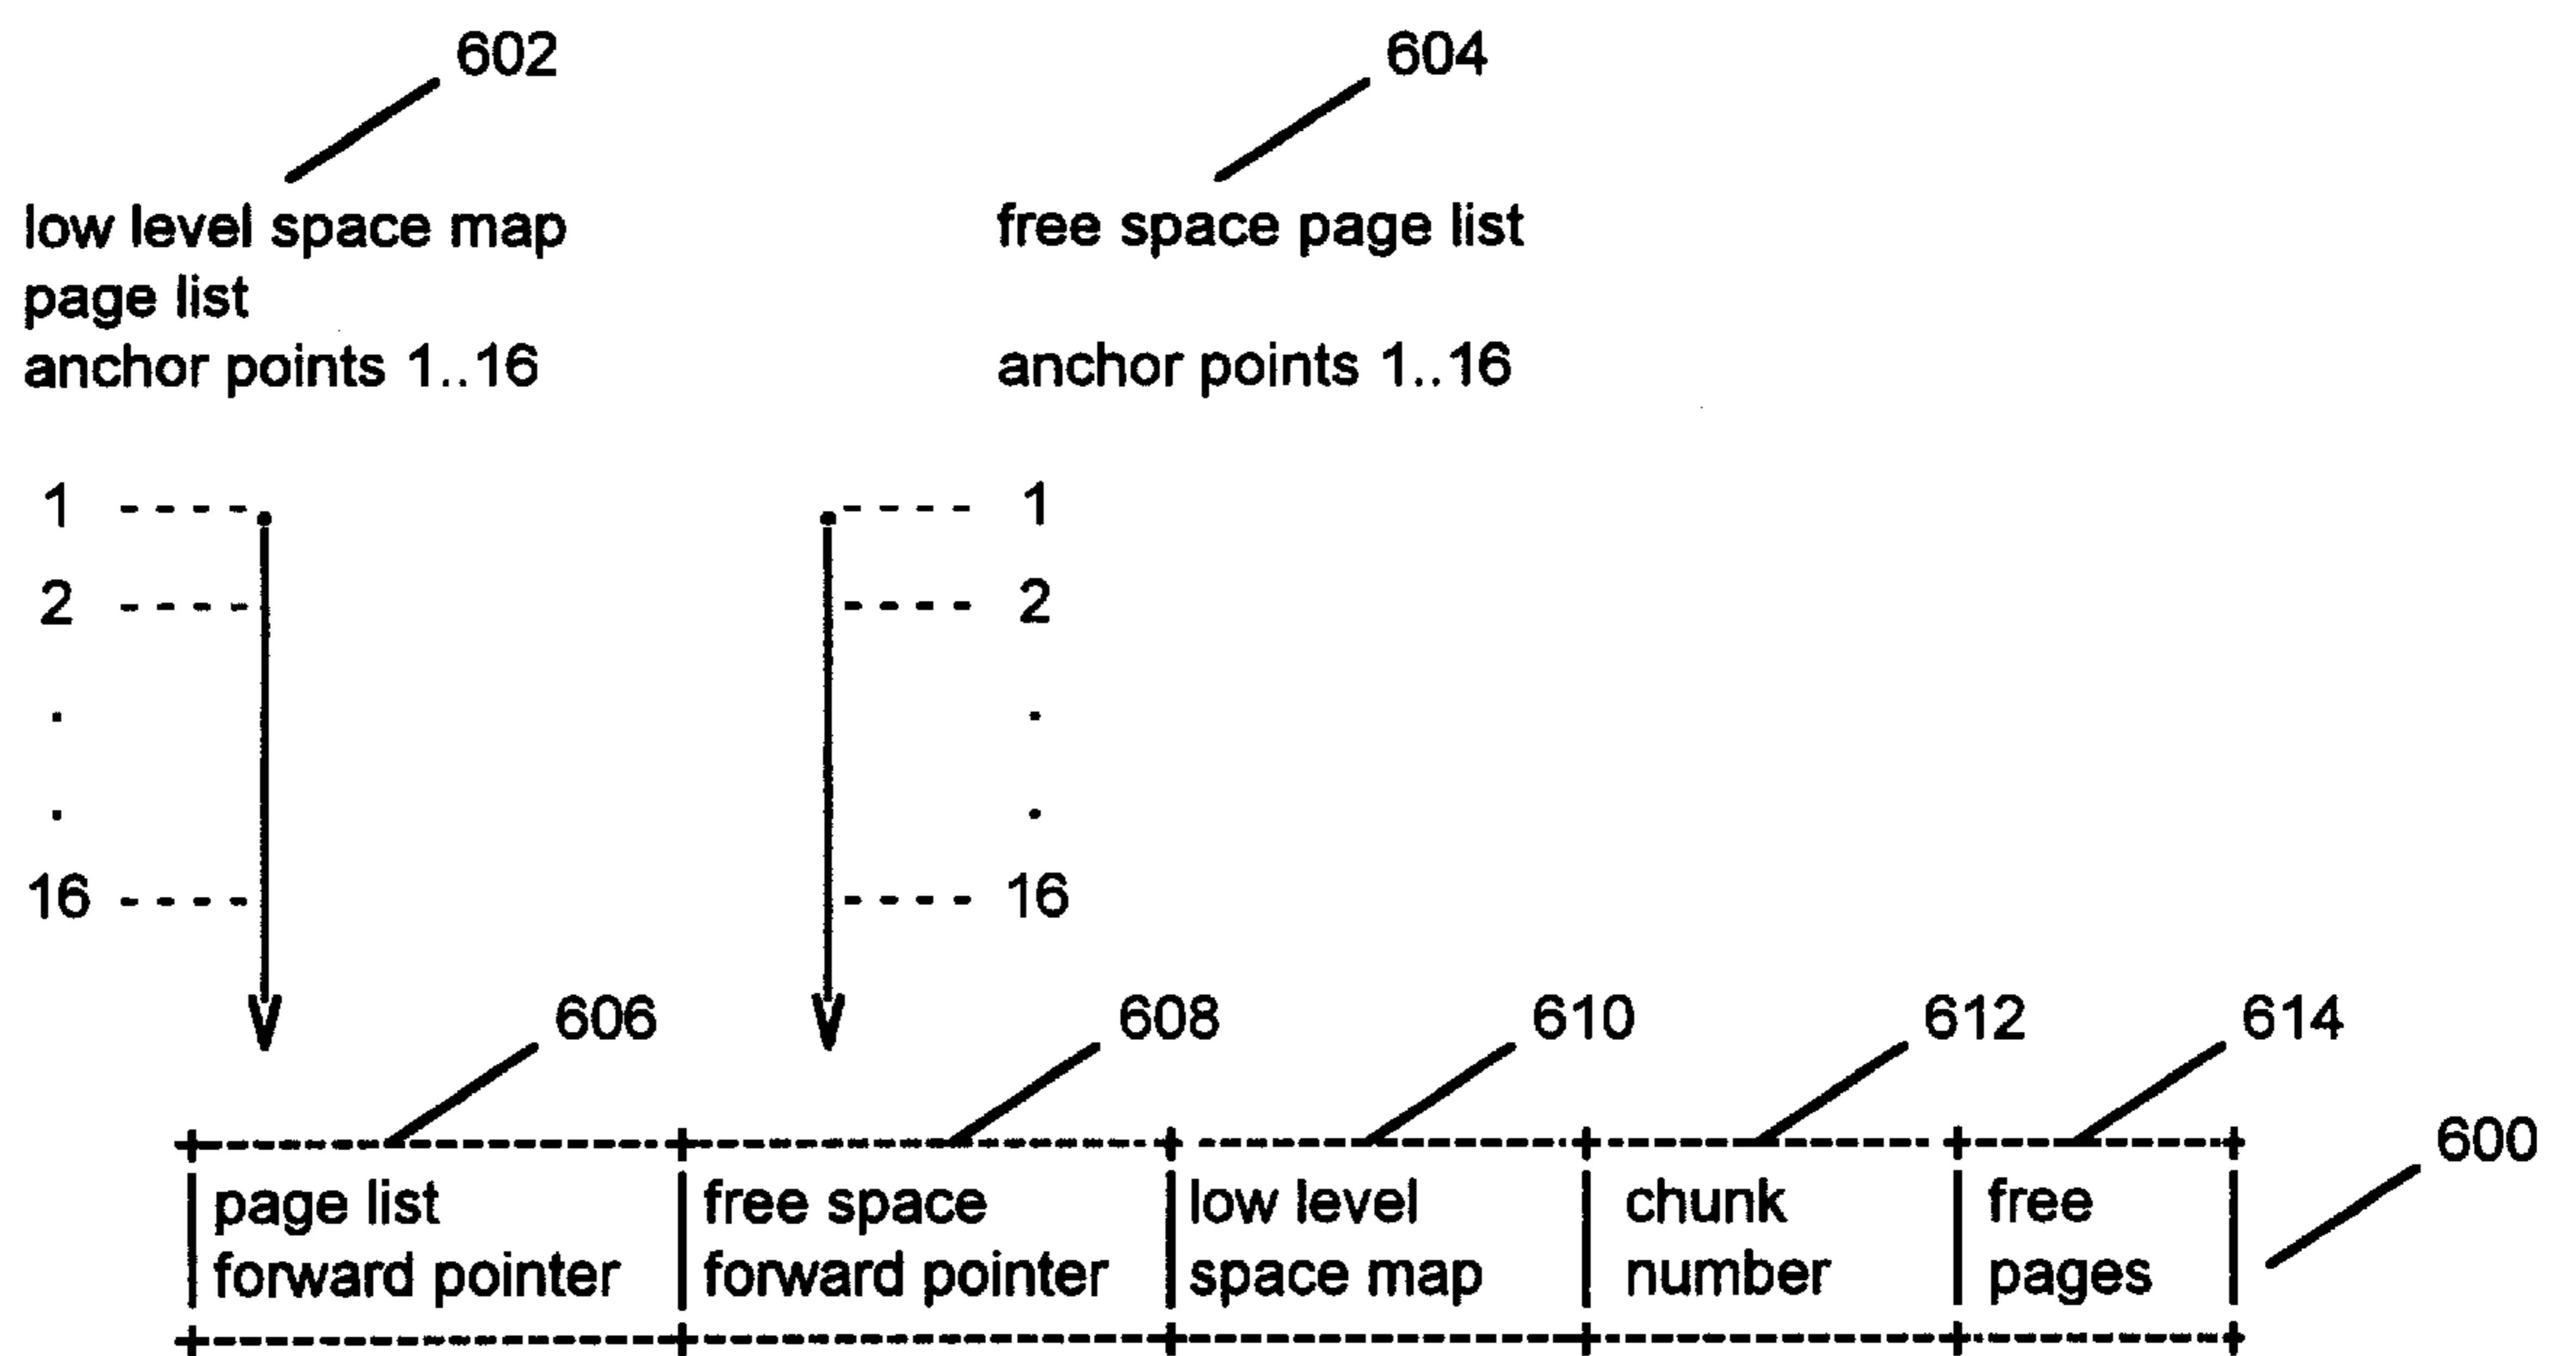 602 604
low level space map free space page list
page list
anchor points 1..16 anchor points 1..16
1 1
2 2
. .
. .
16 16
606 608 610 612 614
600
page list free space low level chunk free
forward pointer forward pointer space map number pages